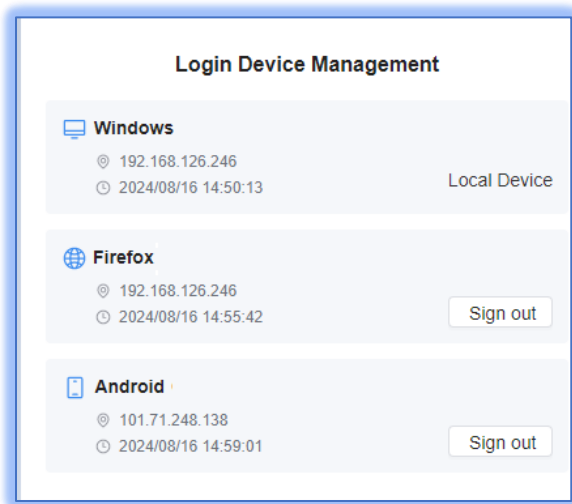 Login Device Management
Windows
192.168.126.246
2024/08/16 14:50:13
Local Device
Firefox
192.168.126.246
2024/08/16 14:55:42
Sign out
Android
101.71.248.138
2024/08/16 14:59:01
Sign out